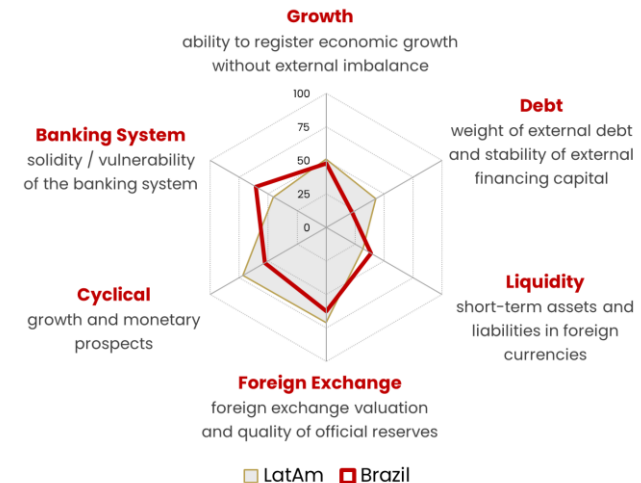 Growth
ability to register economic growth
without external imbalance
100
75
50
25
0
Debt
weight of external debt
and stability of external
financing capital
Banking System
solidity / vulnerability
of the banking system
Liquidity
short-term assets and
liabilities in foreign
currencies
Cyclical
growth and monetary
prospects
Foreign Exchange
foreign exchange valuation
and quality of official reserves
LatAm Brazil